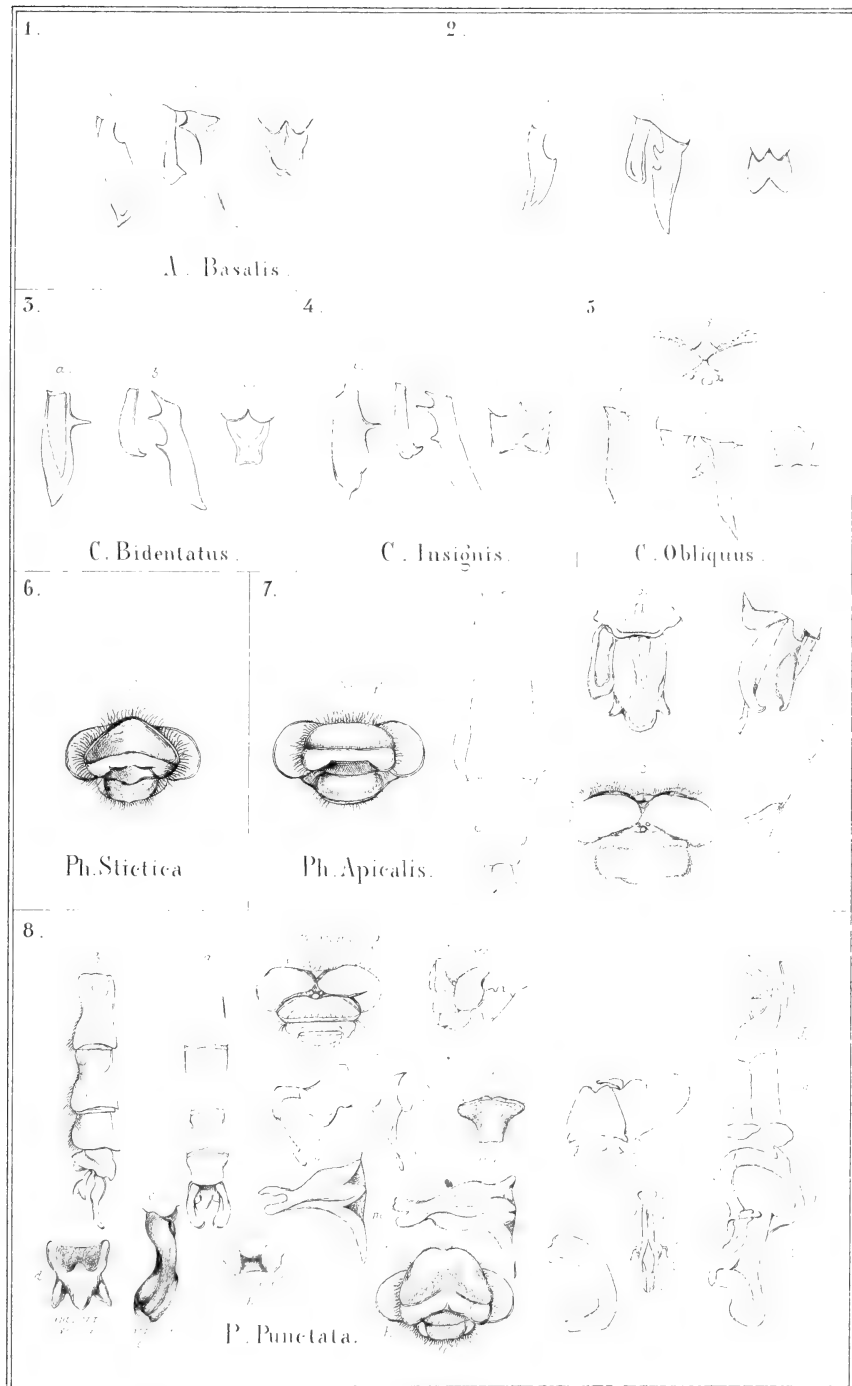 1.
2.
A. Basalis.
3.
4.
5
a.
b
C. Bidentatus.
C. Insignis.
C. Obliquus.
6.
7.
Ph. Stictica
Ph. Apicalis.
8.
m
d
P. Punctata.